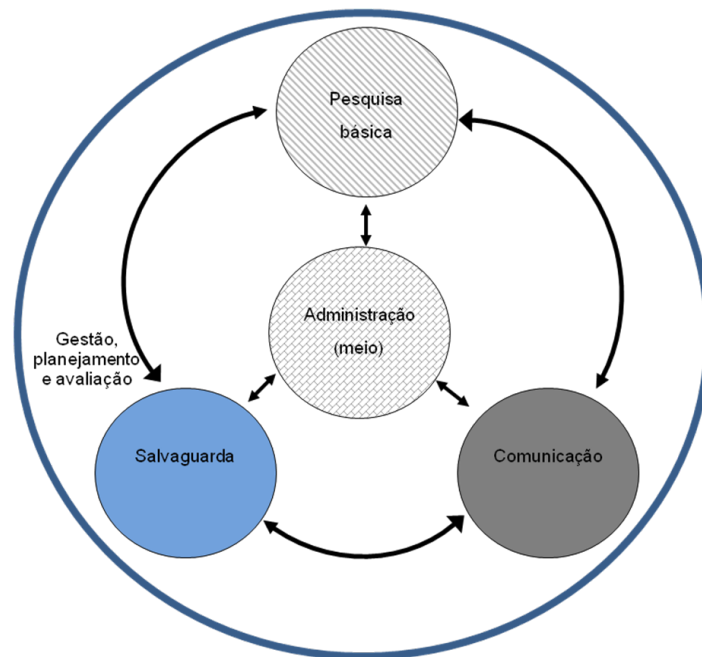 Pesquisa
básica
Administração
(meio)
Gestão,
planejamento
e avaliação
Salvaguarda
Comunicação